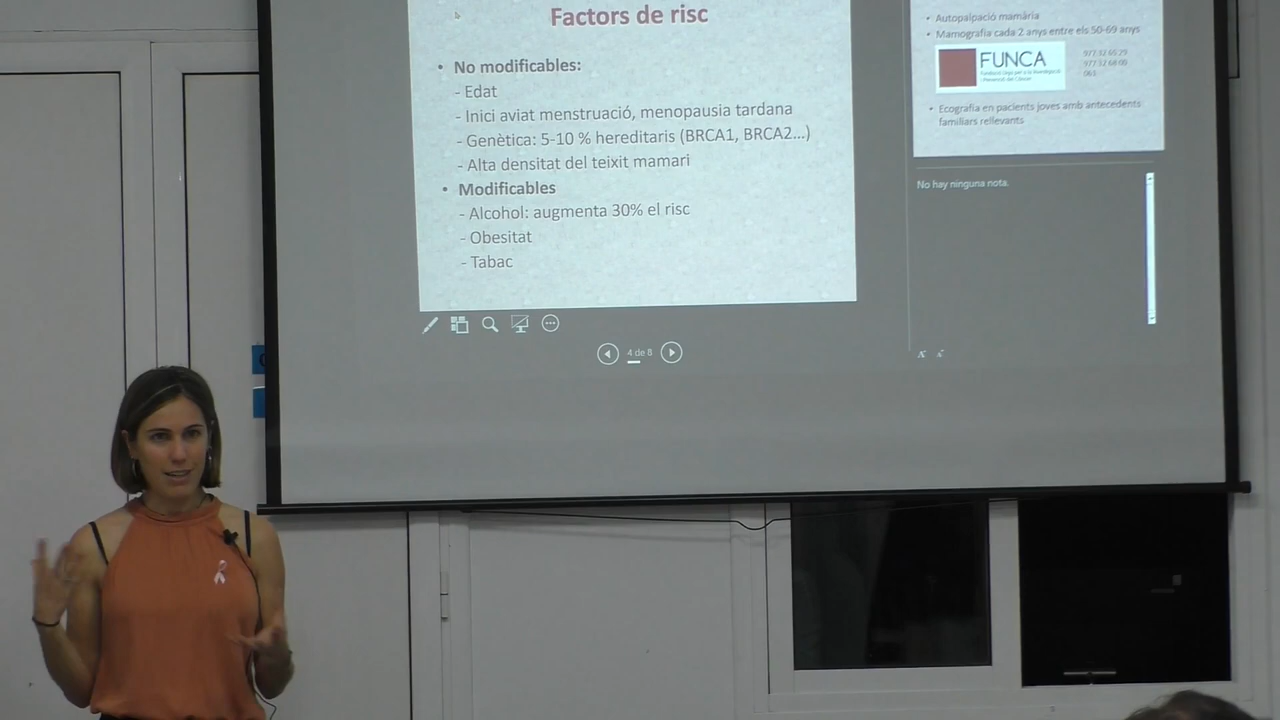 Factors de risc
• No modificables:
- Edat
- Inici aviat menstruació, menopausia tardana
- Genètica: 5-10 % hereditaris (BRCA1, BRCA2...)
- Alta densitat del teixit mamari
• Modificables
- Alcohol: augmenta 30% el risc
- Obesitat
- Tabac
4 de 8
• Autopalpació mamària
• Mamografia cada 2 anys entre els 50-69 anys
FUNCA
• Ecografia en pacients joves amb antecedents
familiars rellevants
No hay ninguna nota.